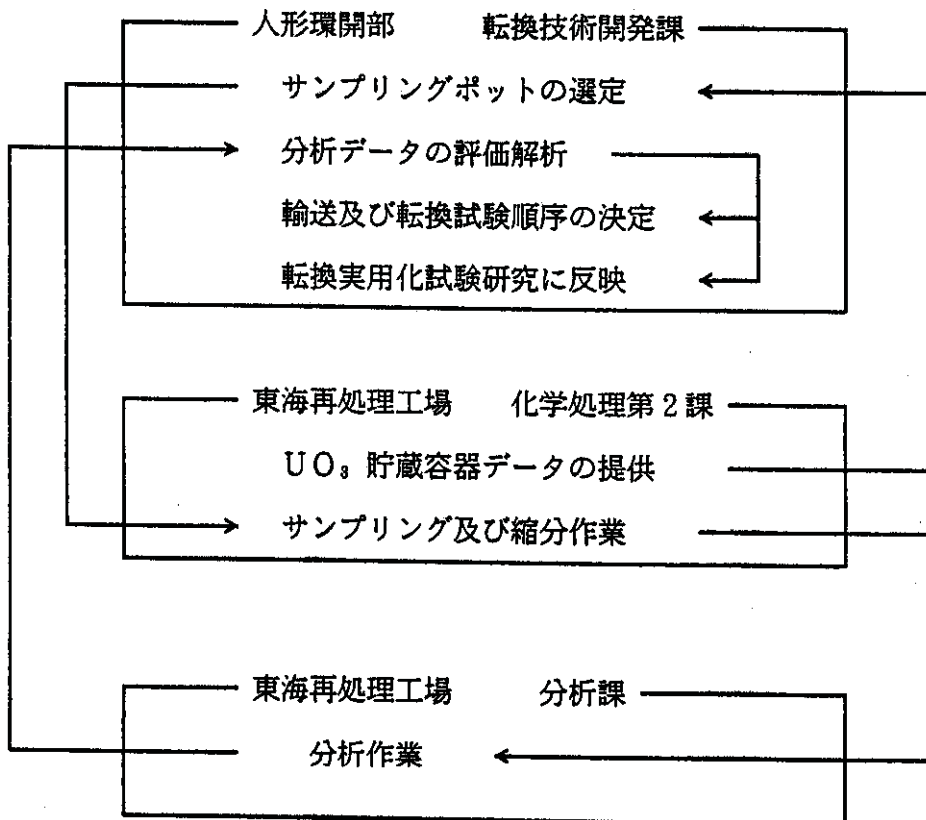 人形環開部 転換技術開発課
サンプリングポットの選定
分析データの評価解析
輸送及び転換試験順序の決定
転換実用化試験研究に反映
東海再処理工場 化学処理第2課
UO₃ 貯蔵容器データの提供
サンプリング及び縮分作業
東海再処理工場 分析課
分析作業